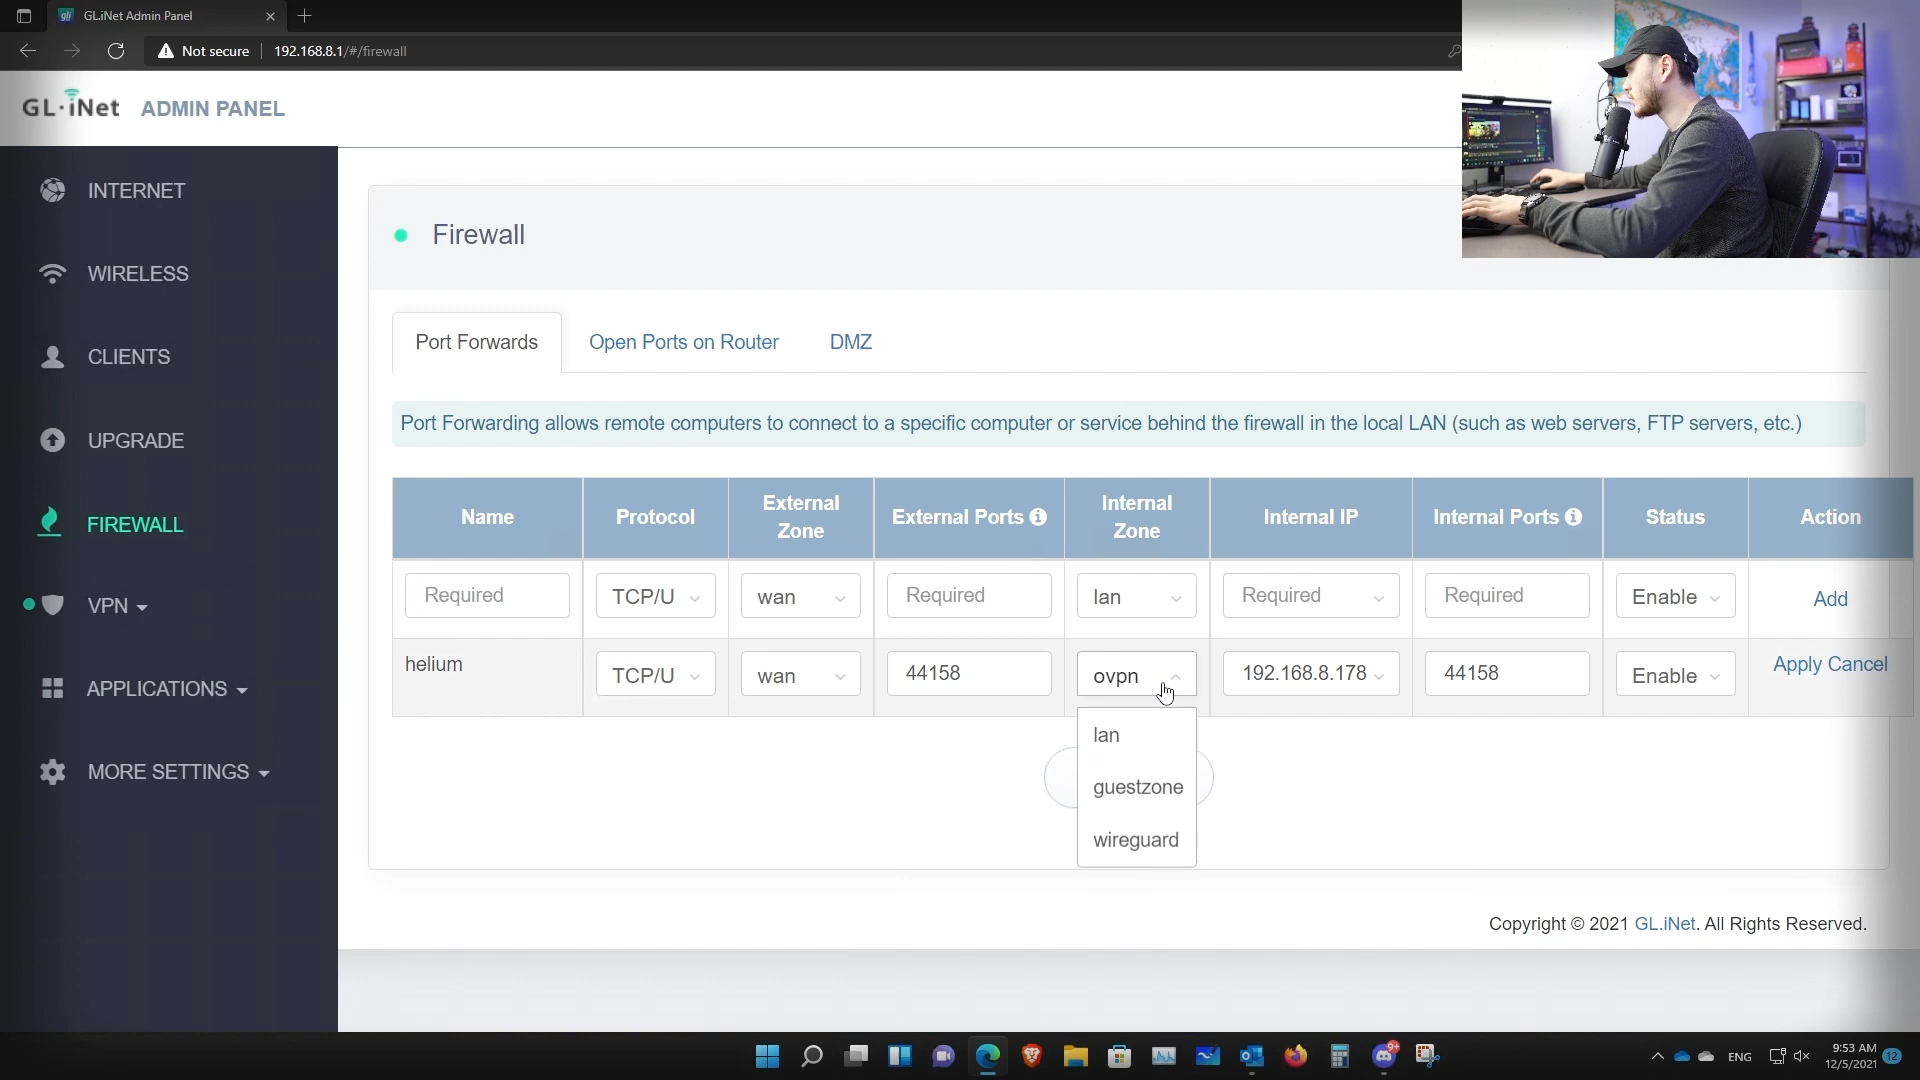 GL.iNet Admin Panel
Not secure
192.168.8.1/#/firewall
GL·iNet ADMIN PANEL
INTERNET
WIRELESS
CLIENTS
UPGRADE
FIREWALL
VPN
APPLICATIONS
MORE SETTINGS
Firewall
Port Forwards
Open Ports on Router
DMZ
Port Forwarding allows remote computers to connect to a specific computer or service behind the firewall in the local LAN (such as web servers, FTP servers, etc.)
Name Protocol External Zone External Ports Internal Zone Internal IP Internal Ports Status Action
Required TCP/U wan Required lan Required Required Enable Add
helium TCP/U wan 44158 ovpn 192.168.8.178 44158 Enable Apply Cancel
lan
guestzone
wireguard
Copyright © 2021 GL.iNet. All Rights Reserved.
9+
ENG
9:53 AM
12/5/2021
12